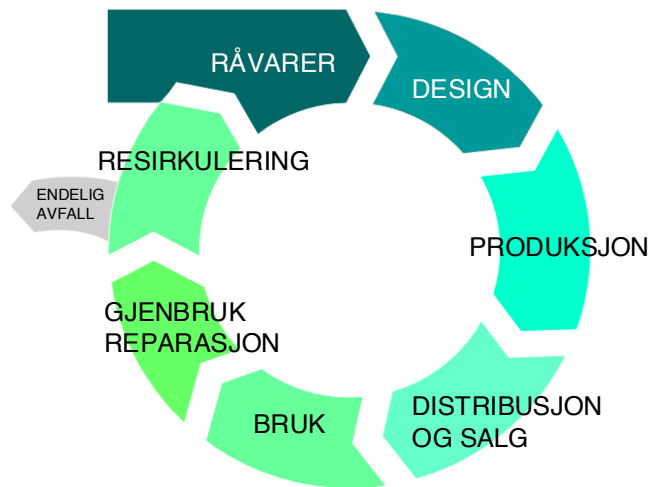 RÅVARER
DESIGN
PRODUKSJON
DISTRIBUSJON
OG SALG
BRUK
GJENBRUK
REPARASJON
RESIRKULERING
ENDELIG
AVFALL